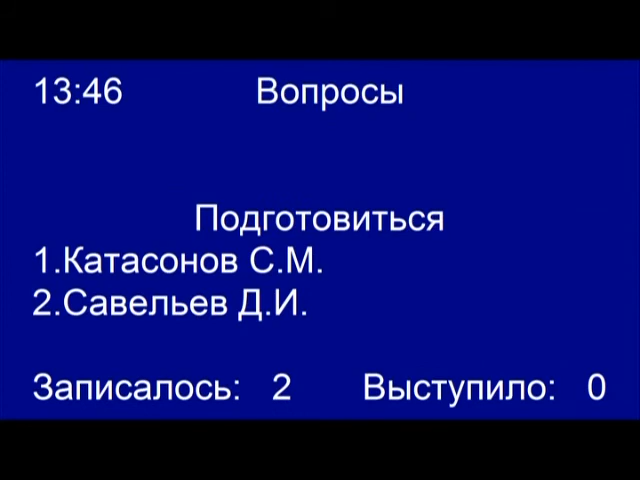 13:46 Вопросы
Подготовиться
1.Катасонов С.М.
2.Савельев Д.И.
Записалось: 2 Выступило: 0